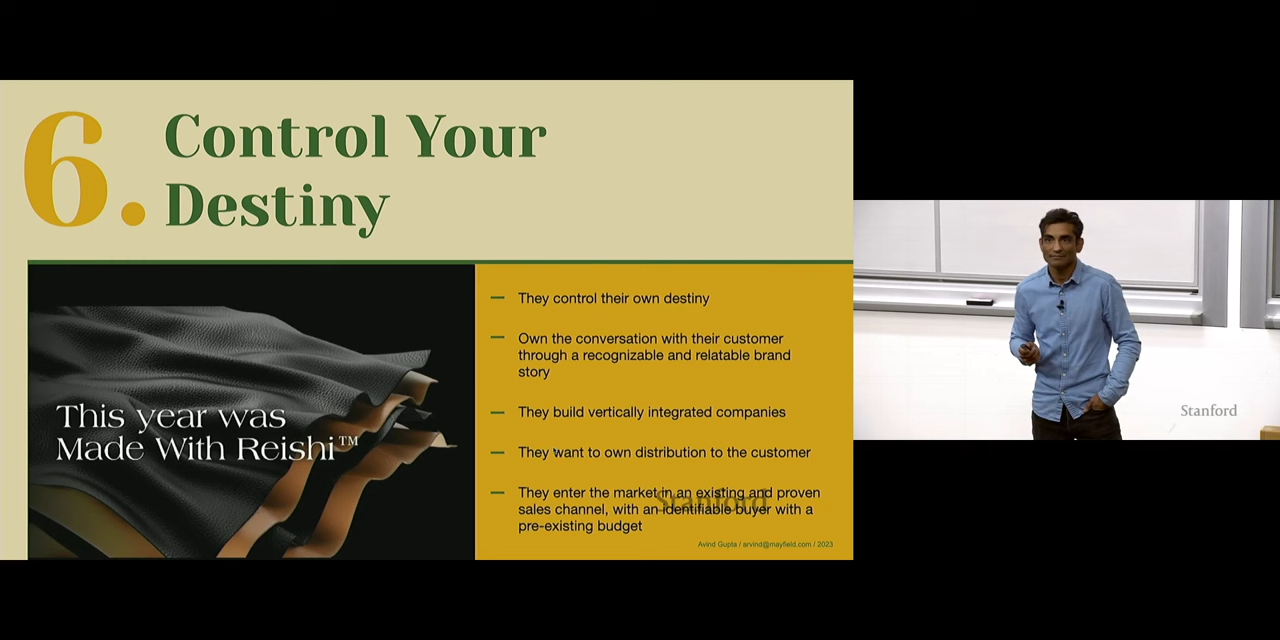 6. Control Your
Destiny
This year was
Made With Reishi™
— They control their own destiny
— Own the conversation with their customer
through a recognizable and relatable brand
story
— They build vertically integrated companies
— They want to own distribution to the customer
— They enter the market in an existing and proven
sales channel, with an identifiable buyer with a
pre-existing budget
Stanford
Avind Gupta / arvind@mayfield.com / 2023
Stanford